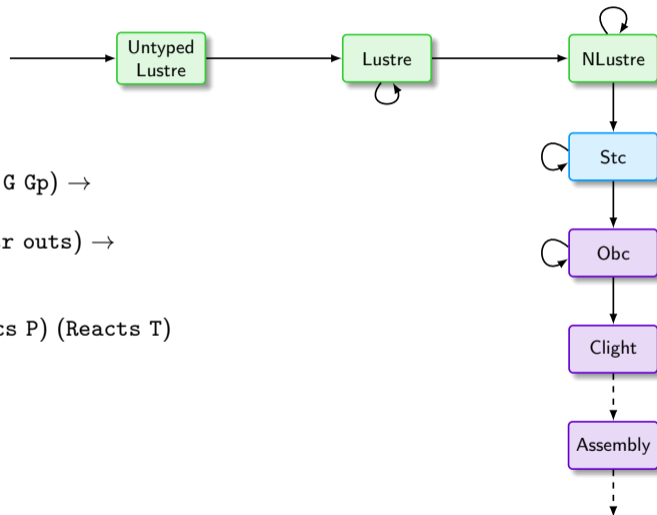 Untyped
Lustre
Lustre
NLustre
Stc
G Gp) →
r outs) →
Obc
cs P) (Reacts T)
Clight
Assembly